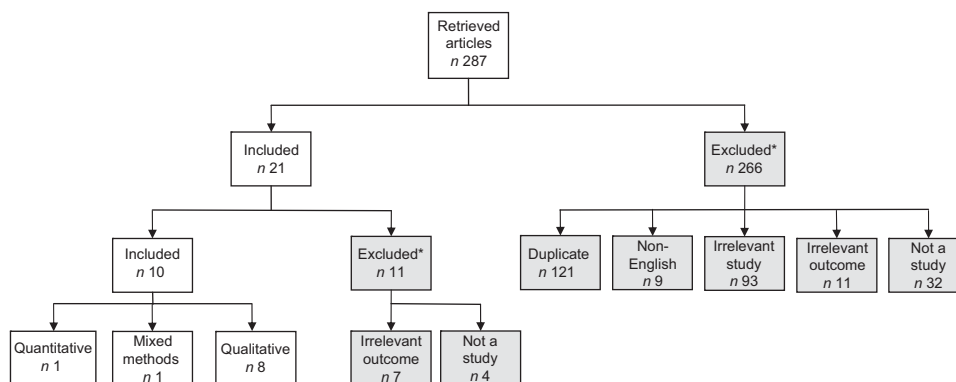 Retrieved
articles
n 287
Included
n 21
Excluded*
n 266
Included
n 10
Excluded*
n 11
Duplicate
n 121
Non-
English
n 9
Irrelevant
study
n 93
Irrelevant
outcome
n 11
Not a
study
n 32
Quantitative
n 1
Mixed
methods
n 1
Qualitative
n 8
Irrelevant
outcome
n 7
Not a
study
n 4